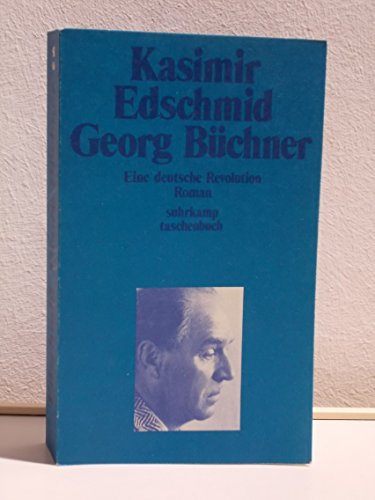 Kasimir
Edschmid
Georg Büchner
Eine deutsche Revolution
Roman
suhrkamp
taschenbuch